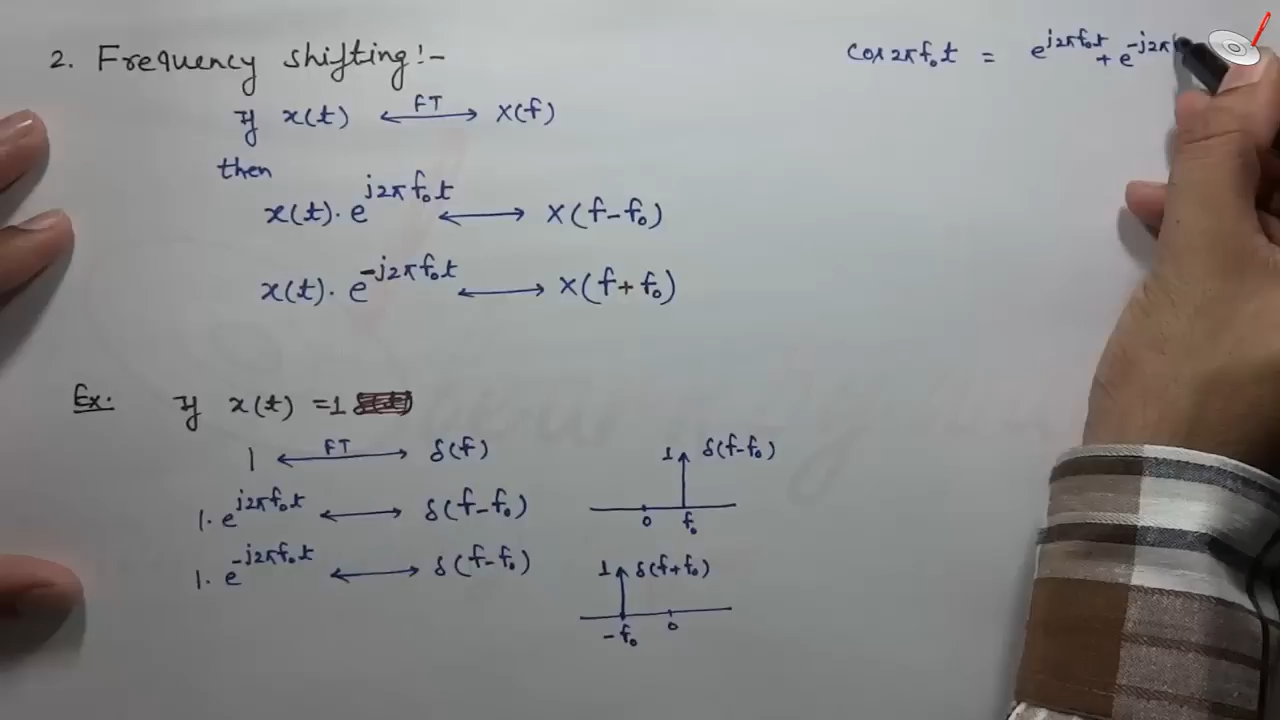 2. Frequency shifting:-
if x(t) ←FT→ X(f)
then
x(t). e^{j2πf₀t} ↔ X(f-f₀)
x(t). e^{-j2πf₀t} ↔ X(f+f₀)
Ex. if x(t) =1
1 ←FT→ δ(f)
1. e^{j2πf₀t} ↔ δ(f-f₀)
1. e^{-j2πf₀t} ↔ δ(f-f₀)
1 δ(f-f₀)
0 f₀
1 δ(f+f₀)
-f₀ 0
cos 2πf₀t = e^{j2πf₀t} + e^{-j2π